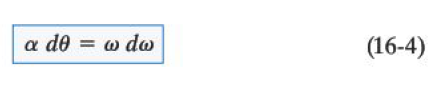 α dθ = ω dω (16-4)